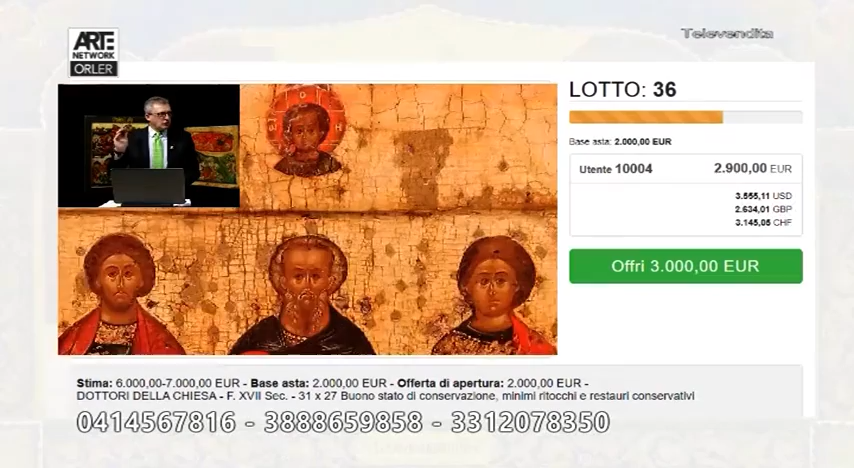 ARTE
NETWORK
ORLER
Televendita
LOTTO: 36
Base asta: 2.000,00 EUR
Utente 10004 2.900,00 EUR
3.555,11 USD
2.634,01 GBP
3.145,05 CHF
Offri 3.000,00 EUR
Stima: 6.000,00-7.000,00 EUR - Base asta: 2.000,00 EUR - Offerta di apertura: 2.000,00 EUR -
DOTTORI DELLA CHIESA - F. XVII Sec. - 31 x 27 Buono stato di conservazione, minimi ritocchi e restauri conservativi
0414567816 - 3888659858 - 3312078350